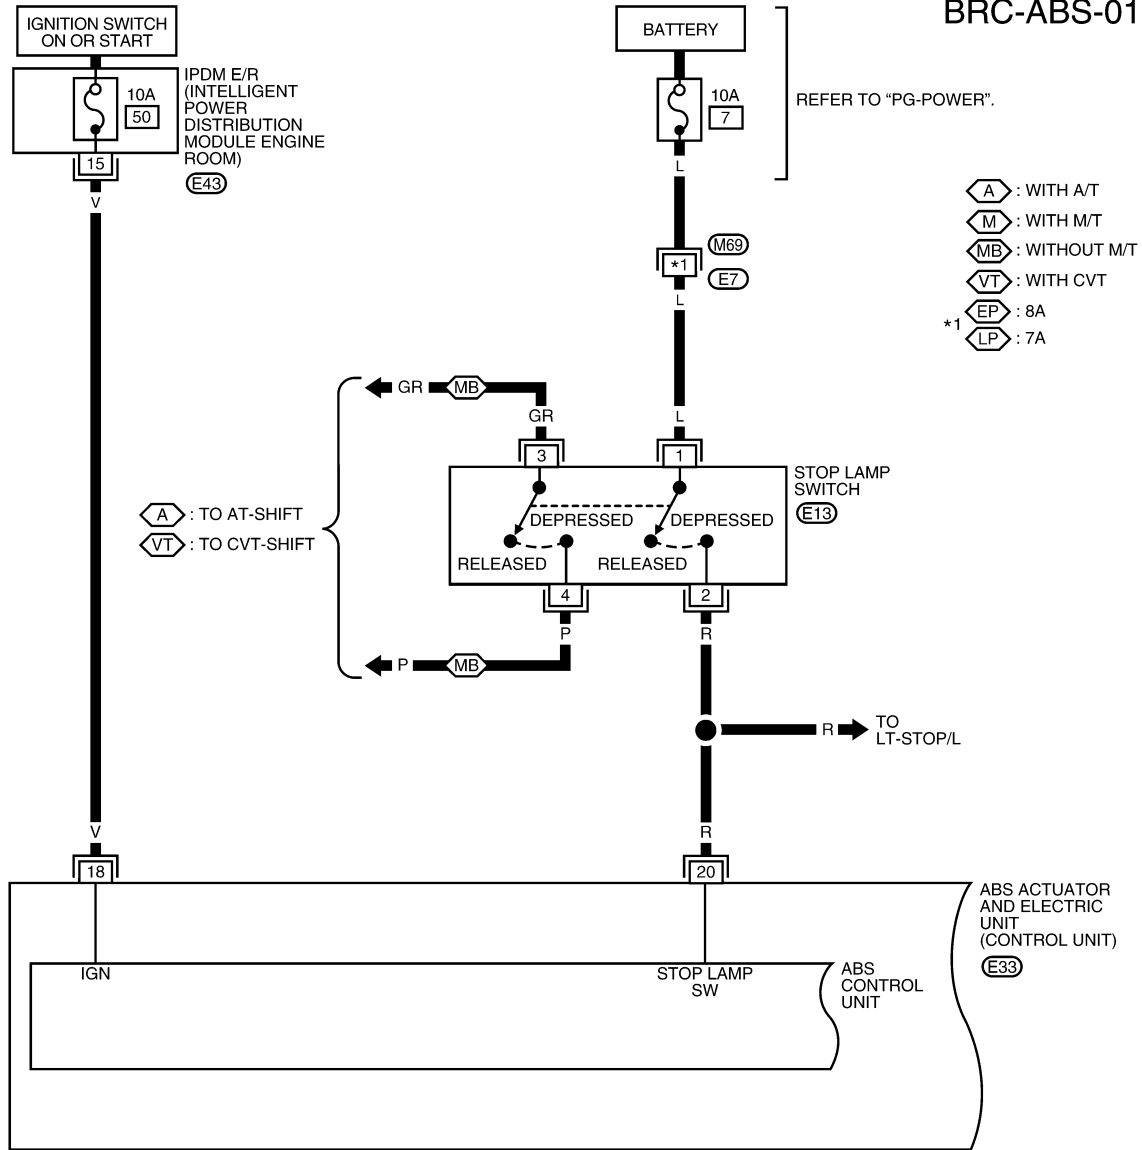 BRC-ABS-01
IGNITION SWITCH
ON OR START
IPDM E/R
(INTELLIGENT
POWER
DISTRIBUTION
MODULE ENGINE
ROOM)
E43
10A
50
15
V
BATTERY
10A
7
REFER TO “PG-POWER”.
L
M69
*1
E7
L
A : WITH A/T
M : WITH M/T
MB : WITHOUT M/T
VT : WITH CVT
*1
EP : 8A
LP : 7A
GR
MB
GR
L
3
1
STOP LAMP
SWITCH
E13
DEPRESSED
DEPRESSED
RELEASED
RELEASED
A : TO AT-SHIFT
VT : TO CVT-SHIFT
4
2
P
R
P
MB
R
TO
LT-STOP/L
V
R
18
20
ABS ACTUATOR
AND ELECTRIC
UNIT
(CONTROL UNIT)
E33
IGN
STOP LAMP
SW
ABS
CONTROL
UNIT